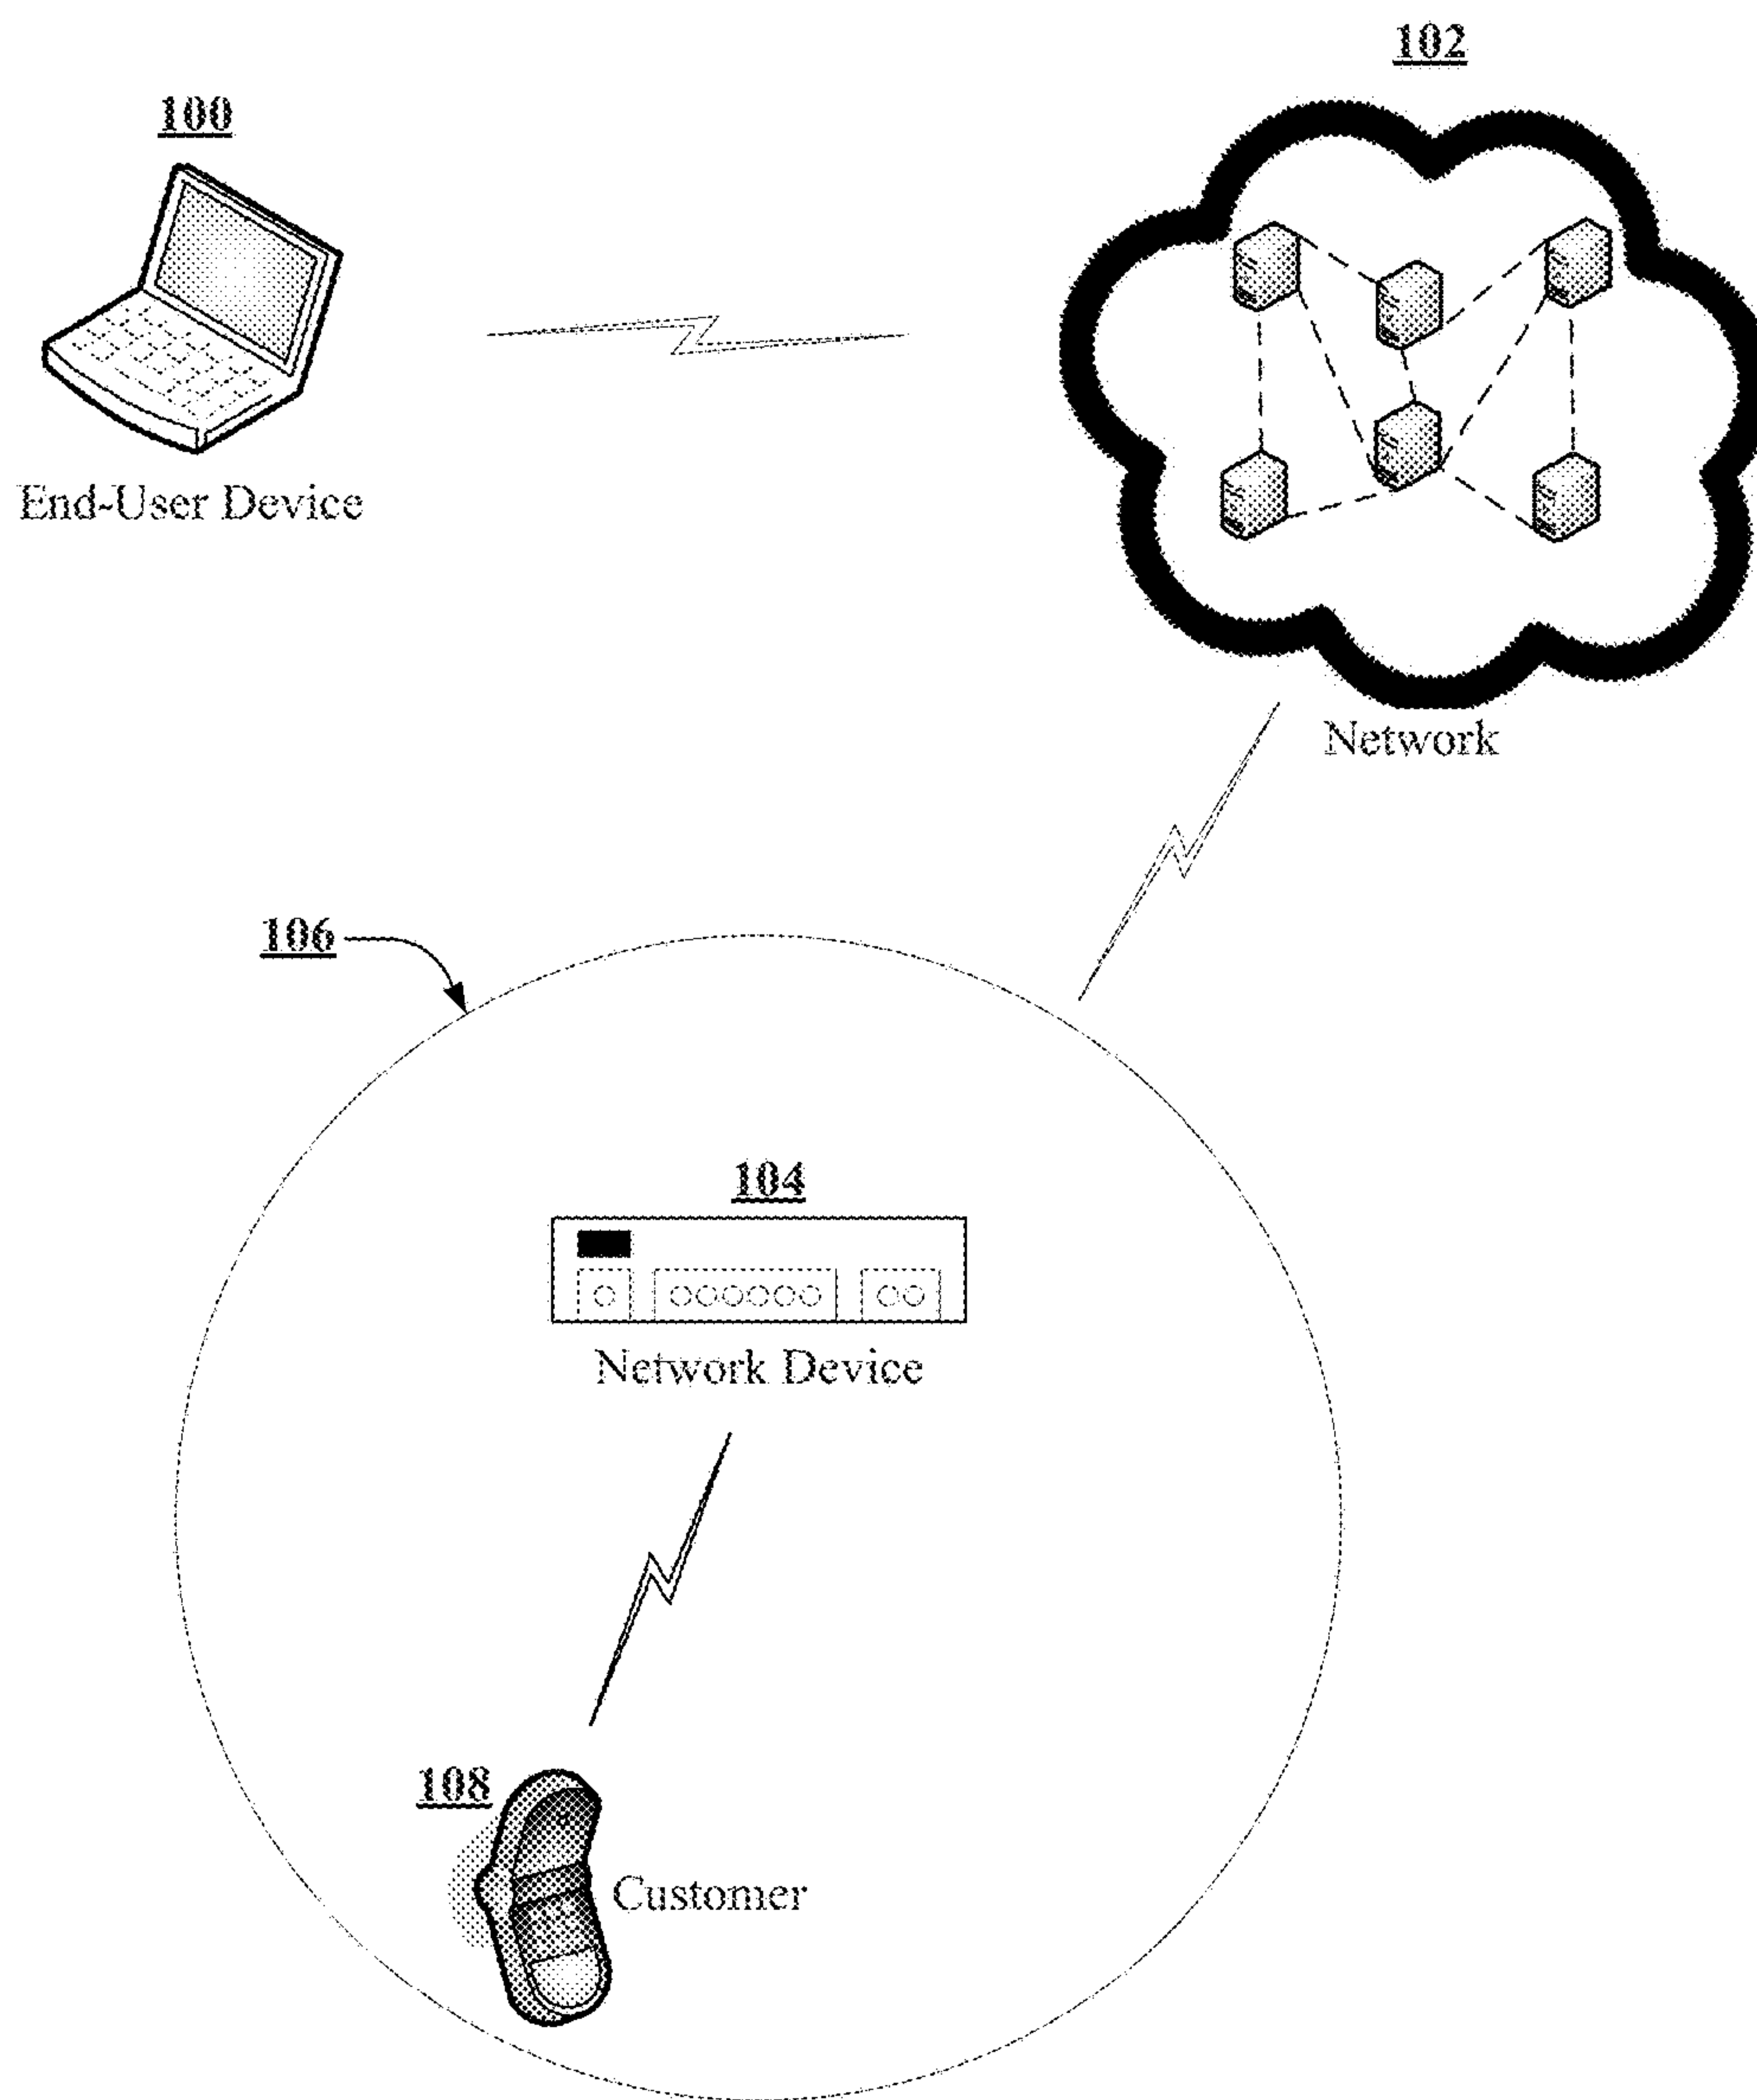 102
100
End-User Device
Network
106
104
Network Device
108
Customer